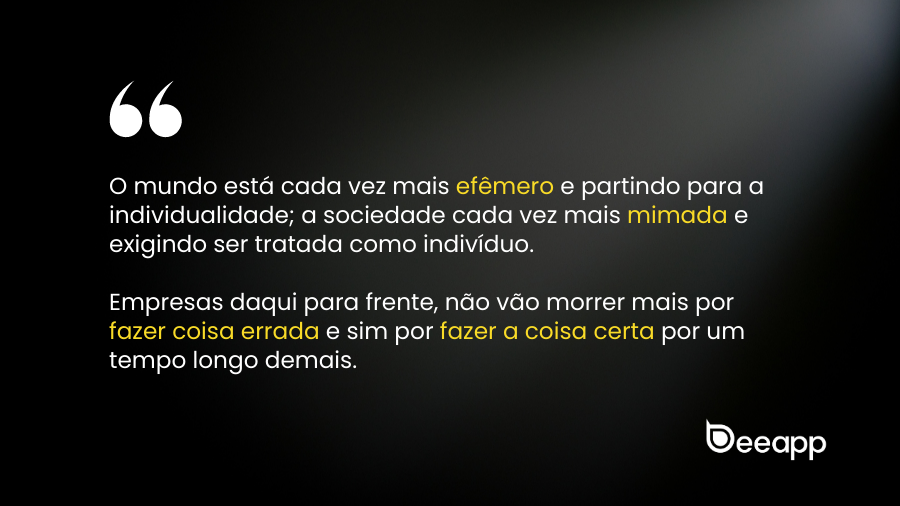 “
O mundo está cada vez mais efêmero e partindo para a
individualidade; a sociedade cada vez mais mimada e
exigindo ser tratada como indivíduo.
Empresas daqui para frente, não vão morrer mais por
fazer coisa errada e sim por fazer a coisa certa por um
tempo longo demais.
Beeapp